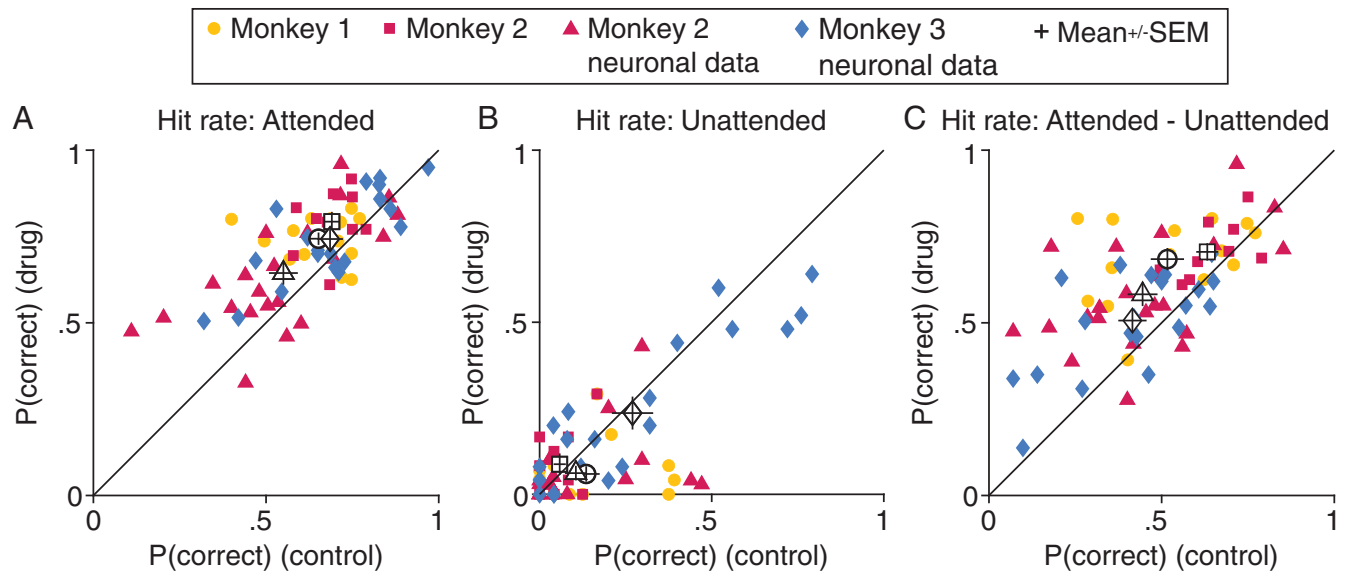 Monkey 1 Monkey 2 Monkey 2 Monkey 3 + Mean+/-SEM
neuronal data neuronal data
A Hit rate: Attended B Hit rate: Unattended C Hit rate: Attended - Unattended
1 1 1
P(correct) (drug) P(correct) (drug) P(correct) (drug)
.5 .5 .5
0 0 0
0 .5 1 0 .5 1 0 .5 1
P(correct) (control) P(correct) (control) P(correct) (control)